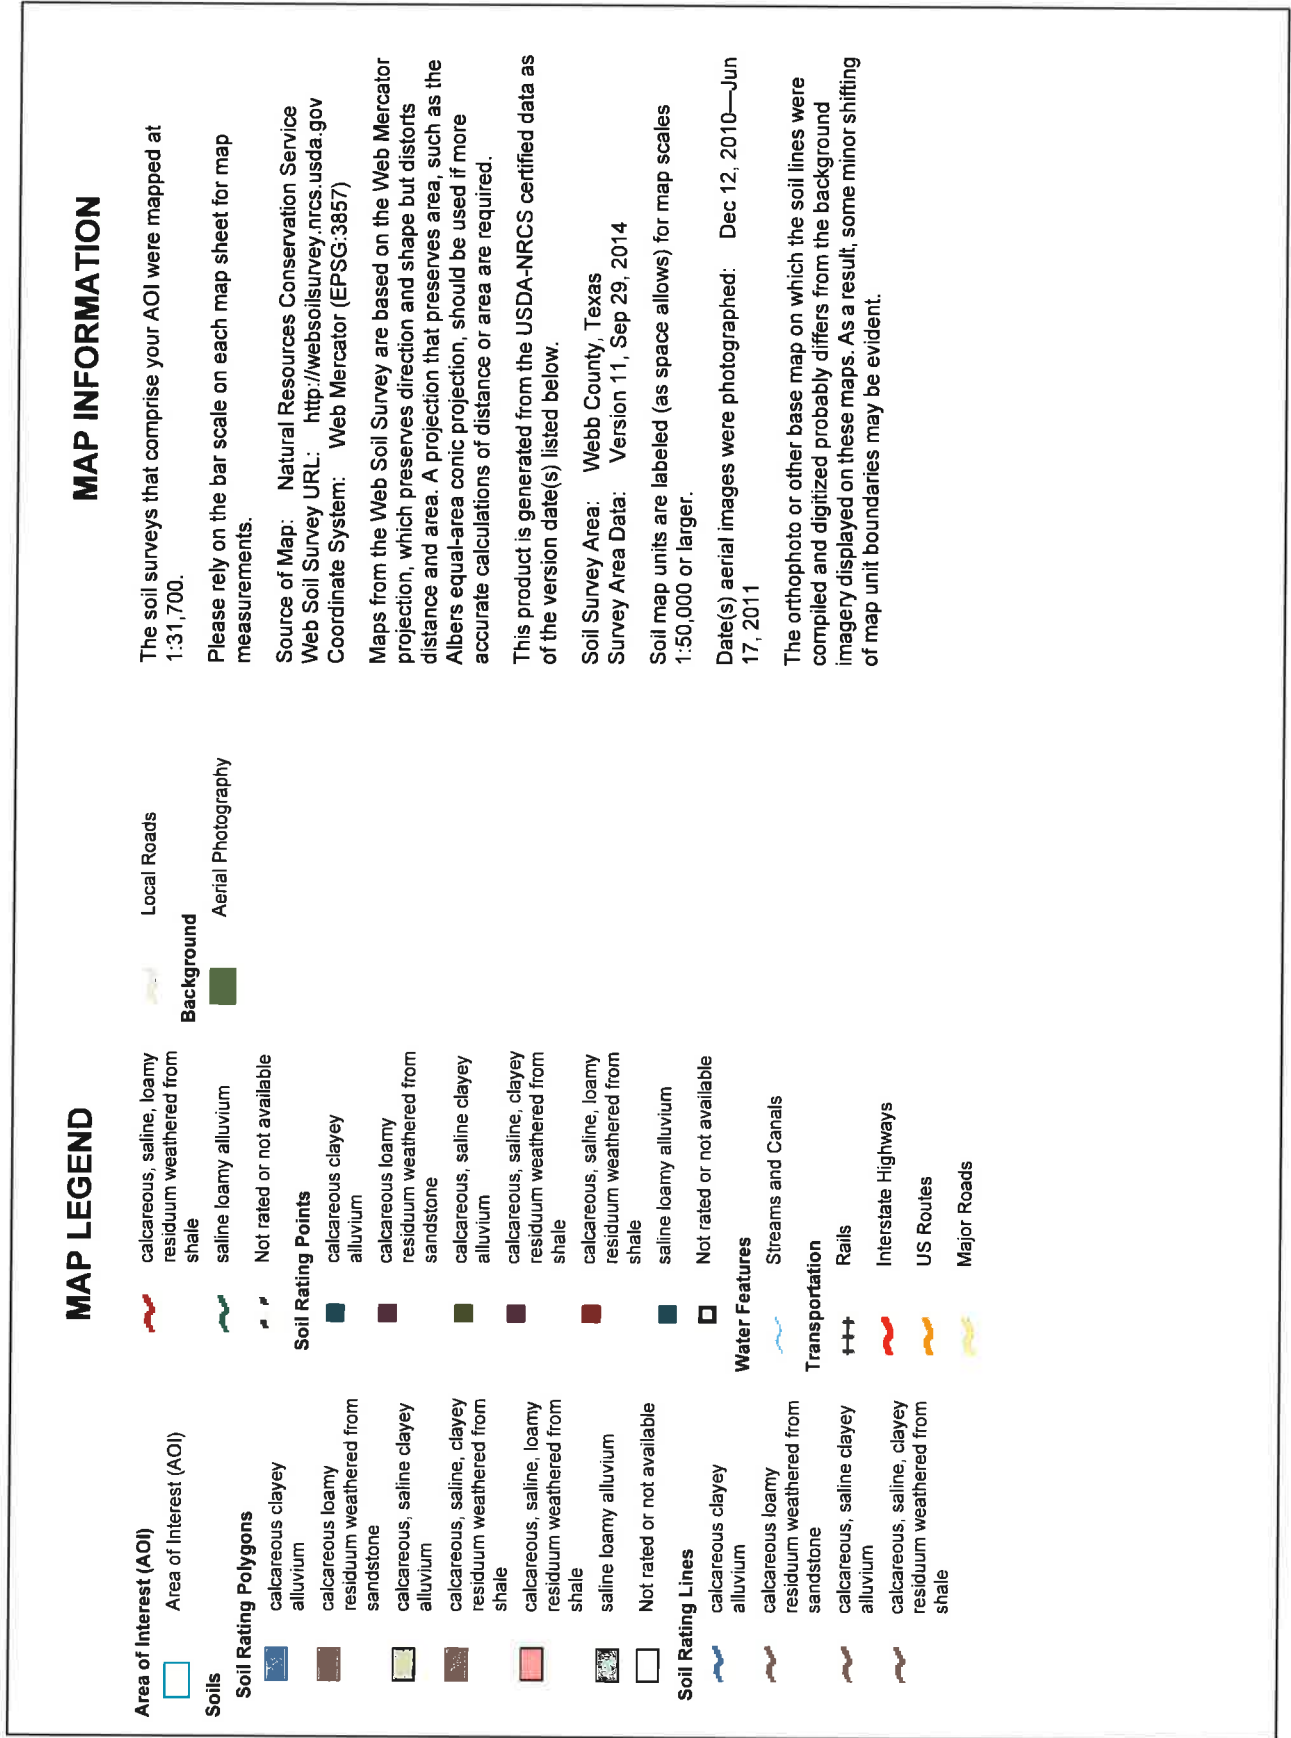 MAP LEGEND
Area of Interest (AOI)
Area of Interest (AOI)
Soils
Soil Rating Polygons
calcareous clayey
alluvium
calcareous loamy
residuum weathered from
sandstone
calcareous, saline clayey
alluvium
calcareous, saline, clayey
residuum weathered from
shale
calcareous, saline, loamy
residuum weathered from
shale
saline loamy alluvium
Not rated or not available
Soil Rating Lines
calcareous clayey
alluvium
calcareous loamy
residuum weathered from
sandstone
calcareous, saline clayey
alluvium
calcareous, saline, clayey
residuum weathered from
shale
calcareous, saline, loamy
residuum weathered from
shale
saline loamy alluvium
Not rated or not available
Soil Rating Points
calcareous clayey
alluvium
calcareous loamy
residuum weathered from
sandstone
calcareous, saline clayey
alluvium
calcareous, saline, clayey
residuum weathered from
shale
calcareous, saline, loamy
residuum weathered from
shale
saline loamy alluvium
Not rated or not available
Water Features
Streams and Canals
Transportation
Rails
Interstate Highways
US Routes
Major Roads
Local Roads
Background
Aerial Photography
MAP INFORMATION
The soil surveys that comprise your AOI were mapped at
1:31,700.
Please rely on the bar scale on each map sheet for map
measurements.
Source of Map: Natural Resources Conservation Service
Web Soil Survey URL: http://websoilsurvey.nrcs.usda.gov
Coordinate System: Web Mercator (EPSG:3857)
Maps from the Web Soil Survey are based on the Web Mercator
projection, which preserves direction and shape but distorts
distance and area. A projection that preserves area, such as the
Albers equal-area conic projection, should be used if more
accurate calculations of distance or area are required.
This product is generated from the USDA-NRCS certified data as
of the version date(s) listed below.
Soil Survey Area: Webb County, Texas
Survey Area Data: Version 11, Sep 29, 2014
Soil map units are labeled (as space allows) for map scales
1:50,000 or larger.
Date(s) aerial images were photographed: Dec 12, 2010—Jun
17, 2011
The orthophoto or other base map on which the soil lines were
compiled and digitized probably differs from the background
imagery displayed on these maps. As a result, some minor shifting
of map unit boundaries may be evident.